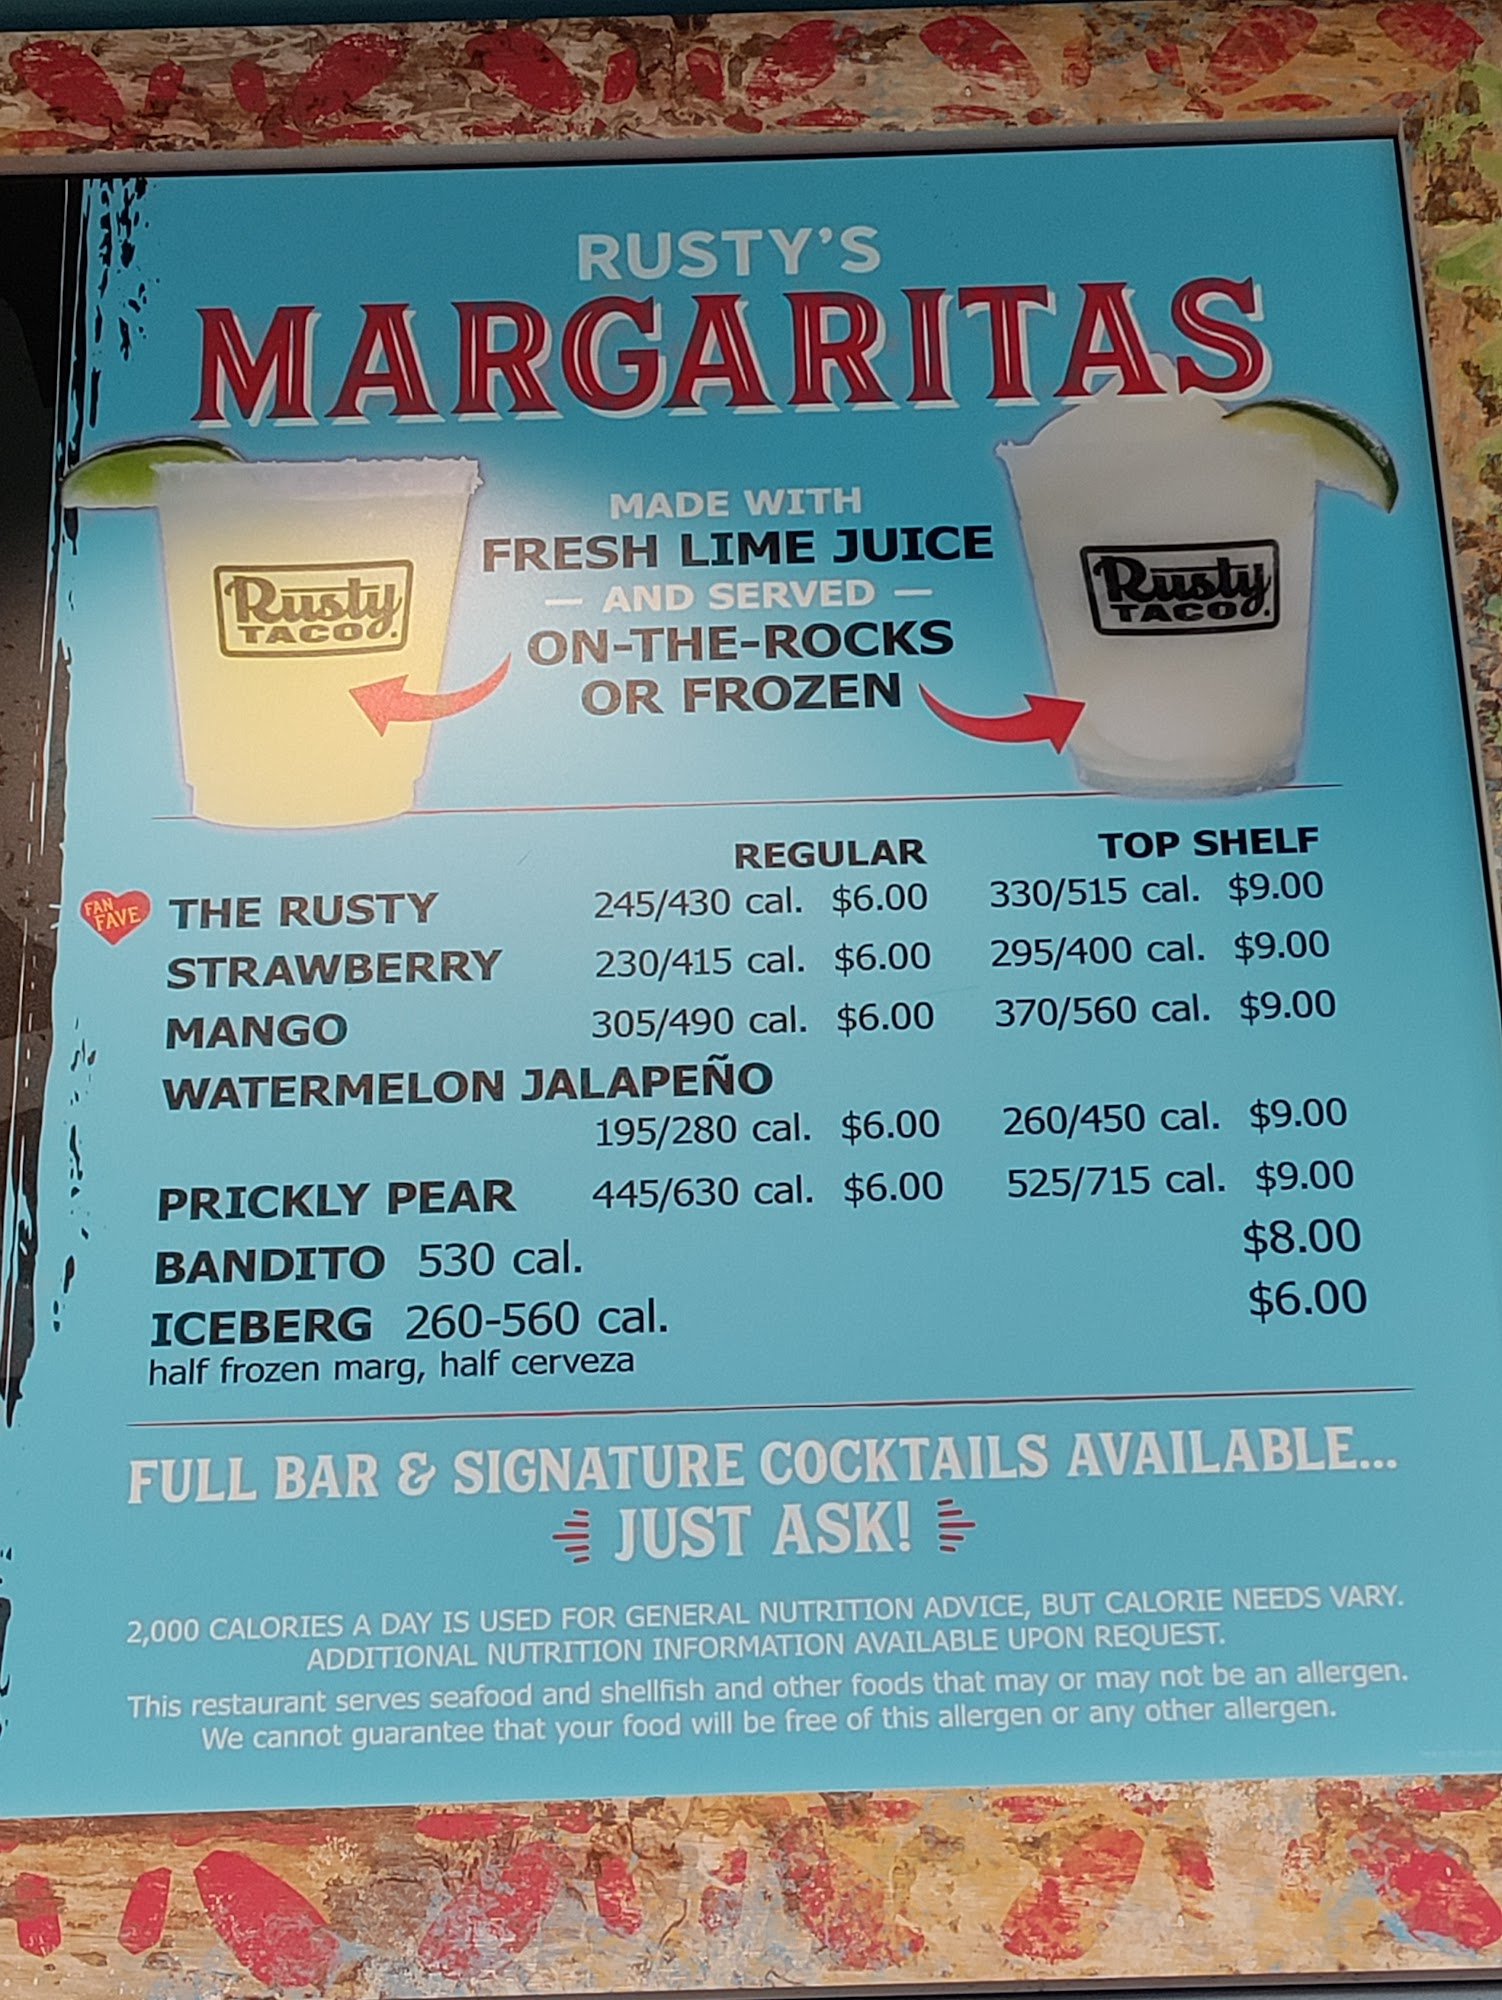 RUSTY'S
MARGARITAS
MADE WITH
FRESH LIME JUICE
— AND SERVED —
ON-THE-ROCKS
OR FROZEN
Rusty
TACO.
Rusty
TACO.
REGULAR TOP SHELF
FAN
FAVE
THE RUSTY 245/430 cal. $6.00 330/515 cal. $9.00
STRAWBERRY 230/415 cal. $6.00 295/400 cal. $9.00
MANGO 305/490 cal. $6.00 370/560 cal. $9.00
WATERMELON JALAPEÑO
195/280 cal. $6.00 260/450 cal. $9.00
PRICKLY PEAR 445/630 cal. $6.00 525/715 cal. $9.00
BANDITO 530 cal. $8.00
ICEBERG 260-560 cal. $6.00
half frozen marg, half cerveza
FULL BAR & SIGNATURE COCKTAILS AVAILABLE...
JUST ASK!
2,000 CALORIES A DAY IS USED FOR GENERAL NUTRITION ADVICE, BUT CALORIE NEEDS VARY.
ADDITIONAL NUTRITION INFORMATION AVAILABLE UPON REQUEST.
This restaurant serves seafood and shellfish and other foods that may or may not be an allergen.
We cannot guarantee that your food will be free of this allergen or any other allergen.